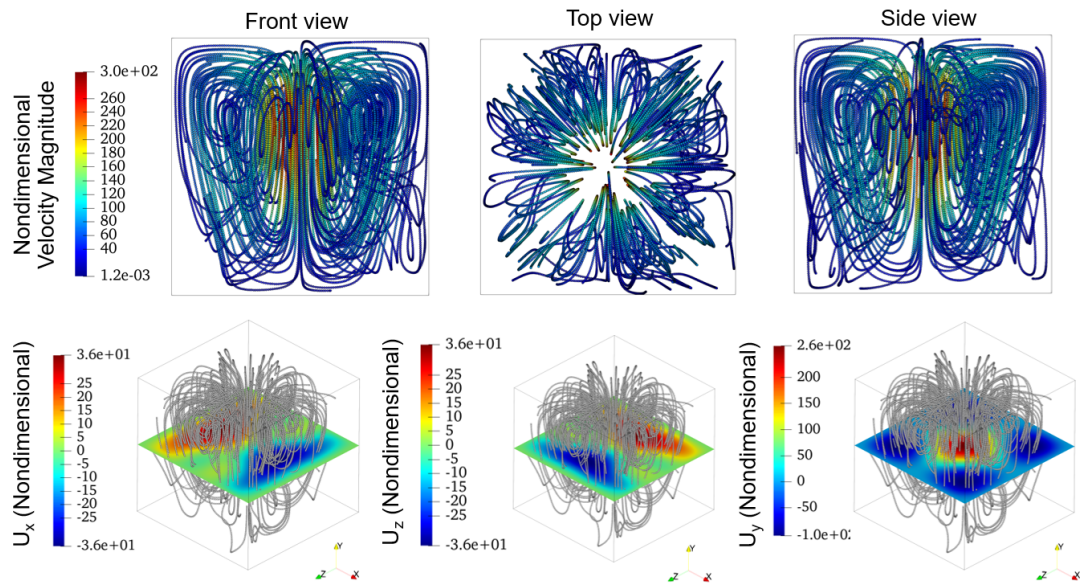 Front view
Top view
Side view
Nondimensional
Velocity Magnitude
3.0e+02
260
240
220
200
180
160
140
120
100
80
60
40
1.2e-03
Ux (Nondimensional)
3.6e+01
25
20
15
10
5
0
-5
-10
-15
-20
-25
-3.6e+01
Y
Z
X
Uz (Nondimensional)
3.6e+01
25
20
15
10
5
0
-5
-10
-15
-20
-25
-3.6e+01
Y
Z
X
Uy (Nondimensional)
2.6e+02
200
150
100
50
0
-50
-1.0e+0
Y
Z
X